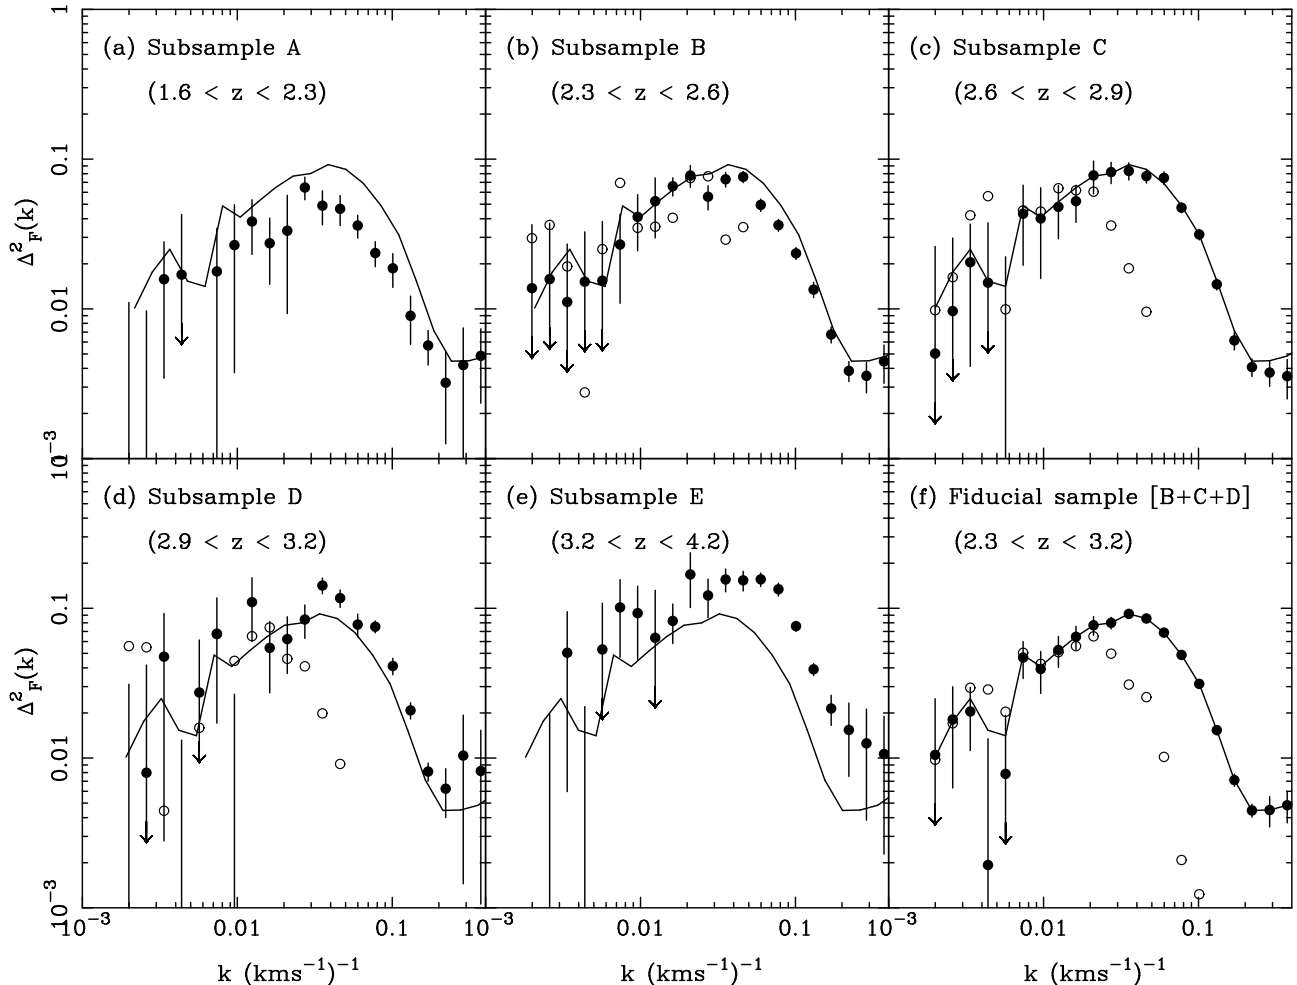 (a) Subsample A
(1.6 < z < 2.3)
(b) Subsample B
(2.3 < z < 2.6)
(c) Subsample C
(2.6 < z < 2.9)
1
0.1
0.01
10⁻³
Δ²F(k)
(d) Subsample D
(2.9 < z < 3.2)
(e) Subsample E
(3.2 < z < 4.2)
(f) Fiducial sample [B+C+D]
(2.3 < z < 3.2)
0.1
0.01
10⁻³
Δ²F(k)
10⁻³ 0.01 0.1 10⁻³ 0.01 0.1 10⁻³ 0.01 0.1
k (kms⁻¹)⁻¹ k (kms⁻¹)⁻¹ k (kms⁻¹)⁻¹